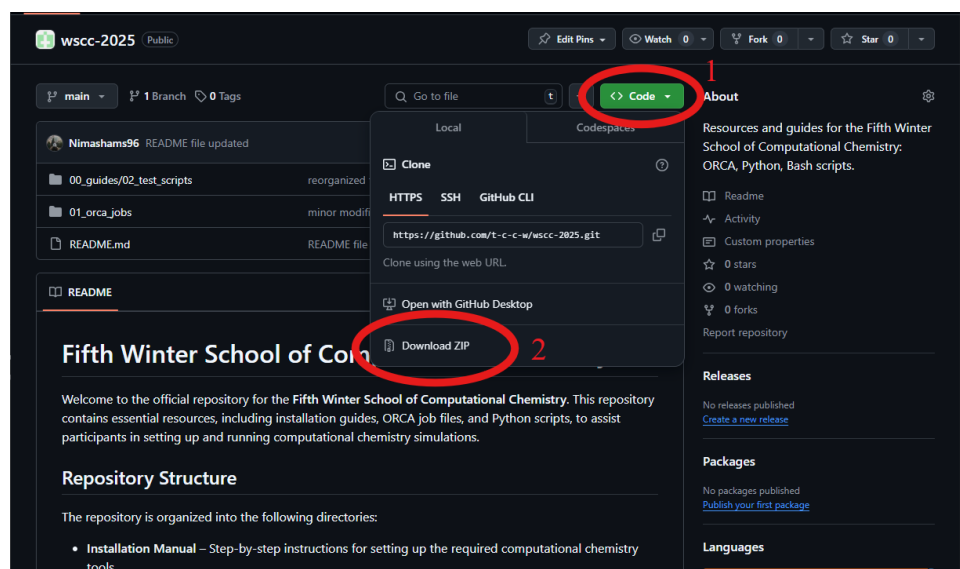 wscc-2025 Public
Edit Pins
Watch 0
Fork 0
Star 0
1
main
1 Branch
0 Tags
Go to file
t
<> Code
Nimashams96 README file updated
00_guides/02_test_scripts reorganized
01_orca_jobs minor modifi
README.md README file
Local
Codespaces
Clone
HTTPS
SSH
GitHub CLI
https://github.com/t-c-c-w/wscc-2025.git
Clone using the web URL.
Open with GitHub Desktop
Download ZIP
2
README
Fifth Winter School of Com
Welcome to the official repository for the Fifth Winter School of Computational Chemistry. This repository
contains essential resources, including installation guides, ORCA job files, and Python scripts, to assist
participants in setting up and running computational chemistry simulations.
Repository Structure
The repository is organized into the following directories:
• Installation Manual – Step-by-step instructions for setting up the required computational chemistry
tools
About
Resources and guides for the Fifth Winter
School of Computational Chemistry:
ORCA, Python, Bash scripts.
Readme
Activity
Custom properties
0 stars
0 watching
0 forks
Report repository
Releases
No releases published
Create a new release
Packages
No packages published
Publish your first package
Languages